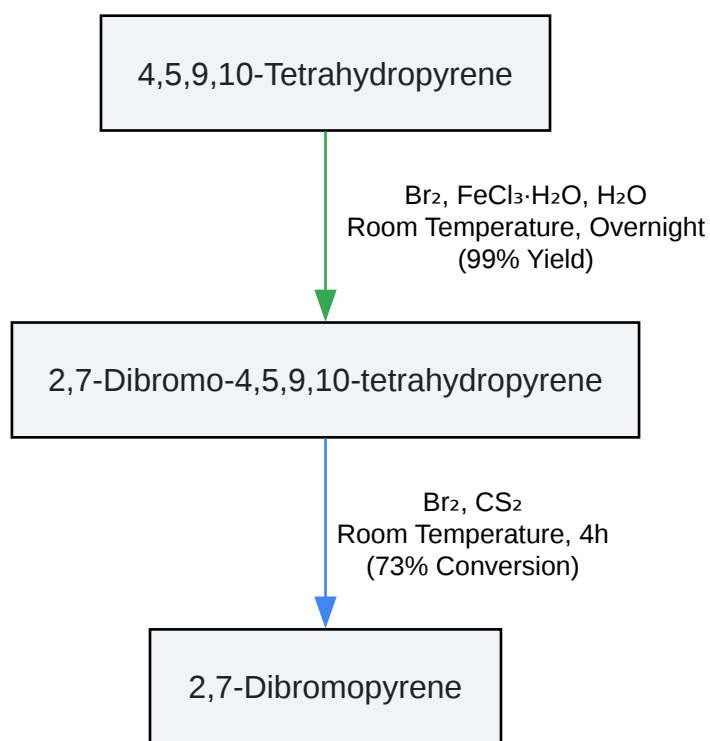 4,5,9,10-Tetrahydropyrene
Br₂, FeCl₃·H₂O, H₂O
Room Temperature, Overnight
(99% Yield)
2,7-Dibromo-4,5,9,10-tetrahydropyrene
Br₂, CS₂
Room Temperature, 4h
(73% Conversion)
2,7-Dibromopyrene